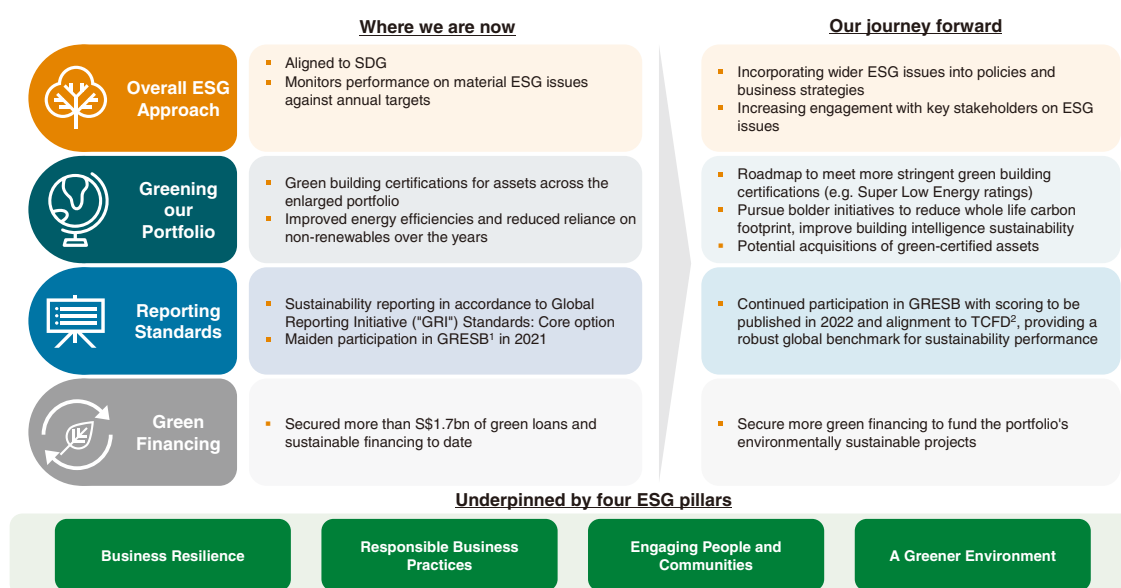 Where we are now
Our journey forward
Overall ESG
Approach
▪ Aligned to SDG
▪ Monitors performance on material ESG issues
against annual targets
▪ Incorporating wider ESG issues into policies and
business strategies
▪ Increasing engagement with key stakeholders on ESG
issues
Greening
our
Portfolio
▪ Green building certifications for assets across the
enlarged portfolio
▪ Improved energy efficiencies and reduced reliance on
non-renewables over the years
▪ Roadmap to meet more stringent green building
certifications (e.g. Super Low Energy ratings)
▪ Pursue bolder initiatives to reduce whole life carbon
footprint, improve building intelligence sustainability
▪ Potential acquisitions of green-certified assets
Reporting
Standards
▪ Sustainability reporting in accordance to Global
Reporting Initiative ("GRI") Standards: Core option
▪ Maiden participation in GRESB¹ in 2021
▪ Continued participation in GRESB with scoring to be
published in 2022 and alignment to TCFD², providing a
robust global benchmark for sustainability performance
Green
Financing
▪ Secured more than S$1.7bn of green loans and
sustainable financing to date
▪ Secure more green financing to fund the portfolio's
environmentally sustainable projects
Underpinned by four ESG pillars
Business Resilience
Responsible Business
Practices
Engaging People and
Communities
A Greener Environment